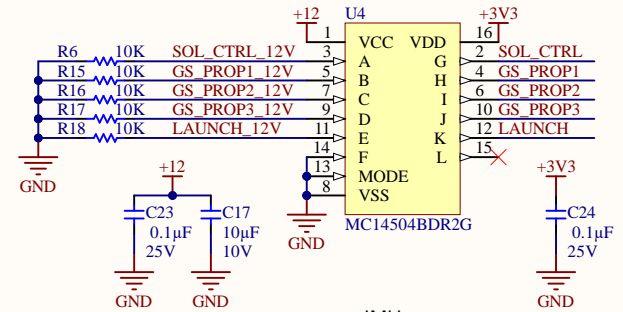 +12 U4 +3V3
1 VCC VDD 16
R6 10K SOL_CTRL_12V 3 A G 2 SOL_CTRL
R15 10K GS_PROP1_12V 5 B H 4 GS_PROP1
R16 10K GS_PROP2_12V 7 C I 6 GS_PROP2
R17 10K GS_PROP3_12V 9 D J 10 GS_PROP3
R18 10K LAUNCH_12V 11 E K 12 LAUNCH
14 F L 15
13 MODE
8 VSS
GND
MC14504BDR2G
GND
+12
C23
0.1µF
25V
GND
C17
10µF
10V
GND
+3V3
C24
0.1µF
25V
GND